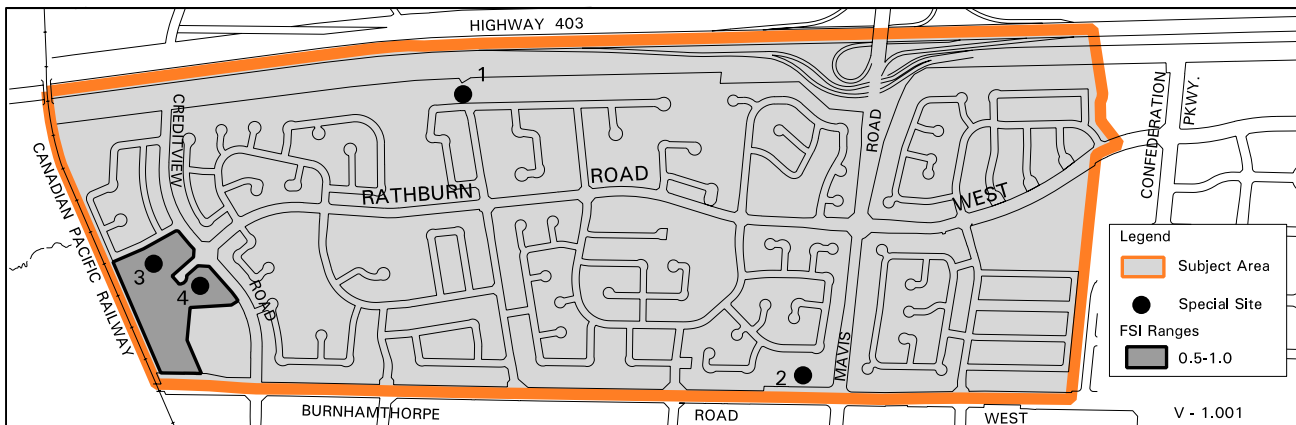 HIGHWAY 403
1
CREDITVIEW
ROAD
CONFEDERATION
PKWY.
CANADIAN PACIFIC RAILWAY
RATHBURN ROAD WEST
ROAD
3
4
2
MAVIS
BURNHAMTHORPE ROAD WEST
Legend
Subject Area
Special Site
FSI Ranges
0.5-1.0
V - 1.001